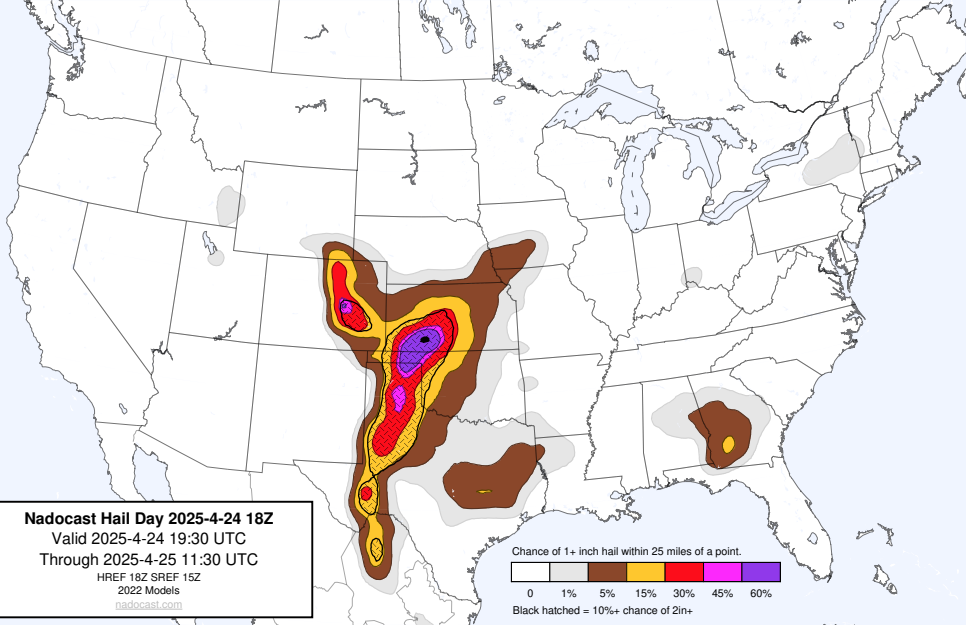 Nadocast Hail Day 2025-4-24 18Z
Valid 2025-4-24 19:30 UTC
Through 2025-4-25 11:30 UTC
HREF 18Z SREF 15Z
2022 Models
nadocast.com
Chance of 1+ inch hail within 25 miles of a point.
0 1% 5% 15% 30% 45% 60%
Black hatched = 10%+ chance of 2in+